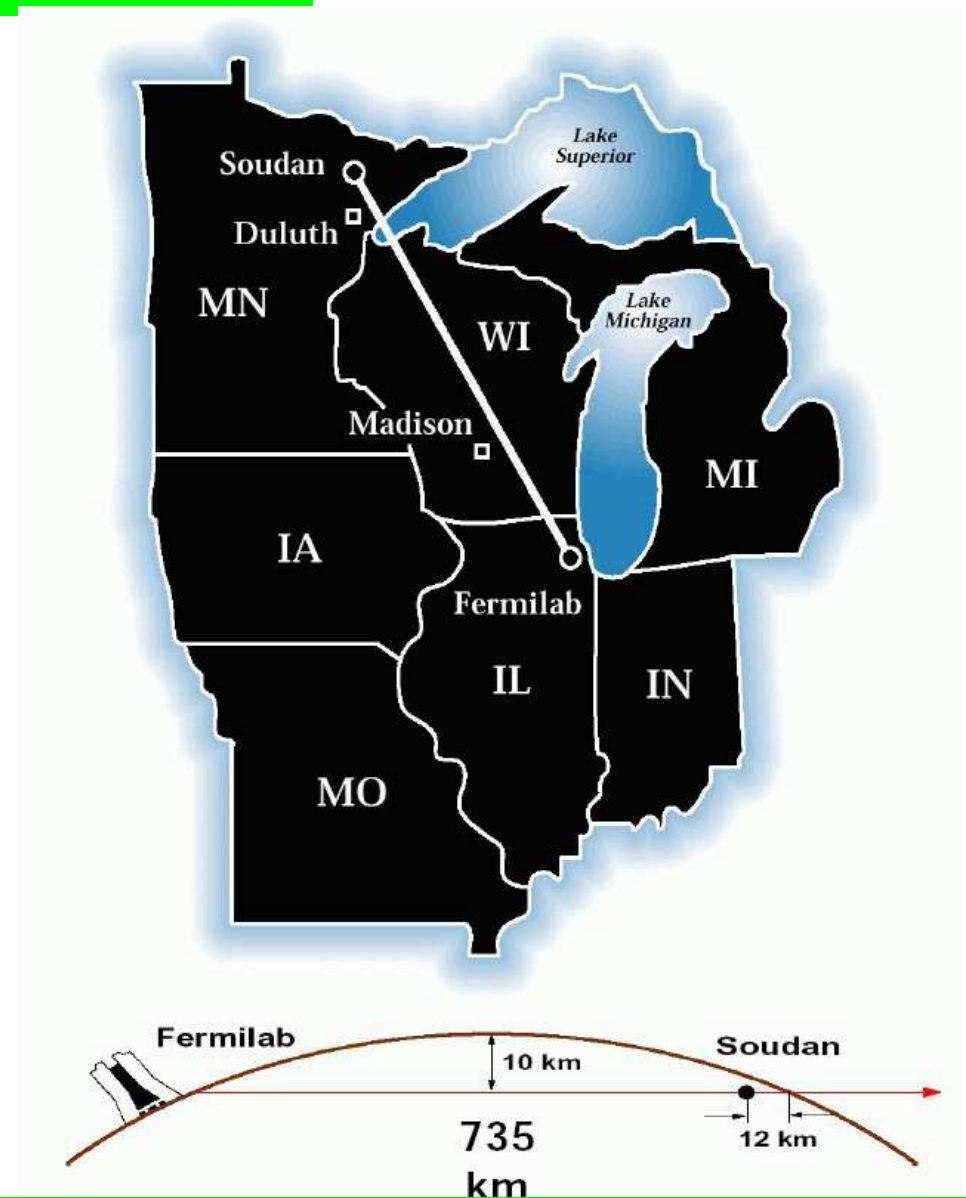 Lake
Superior
Soudan
Duluth
MN
Lake
Michigan
WI
Madison
MI
IA
Fermilab
IL
IN
MO
Fermilab
Soudan
10 km
735
km
12 km